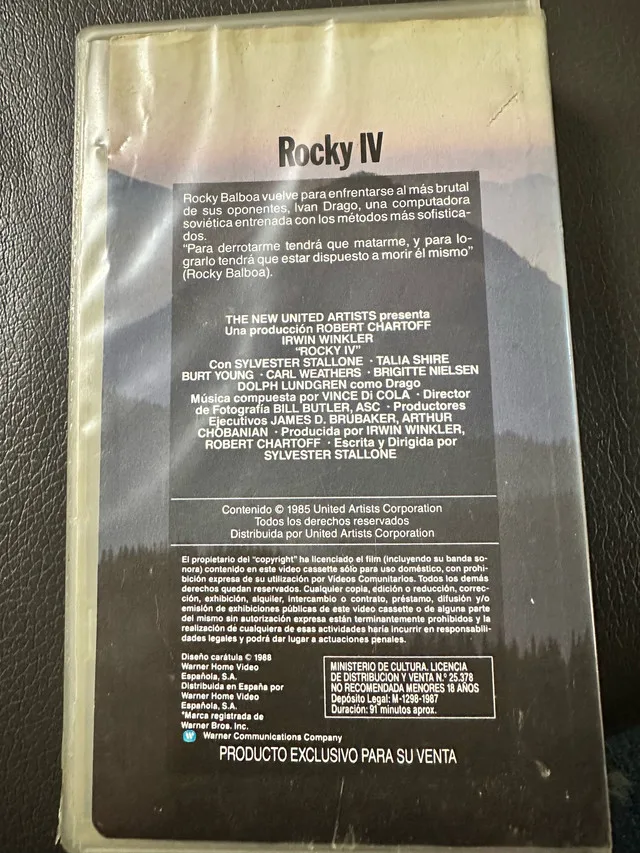 Rocky IV
Rocky Balboa vuelve para enfrentarse al más brutal
de sus oponentes, Ivan Drago, una computadora
soviética entrenada con los métodos más sofistica-
dos.
"Para derrotarme tendrá que matarme, y para lo-
grarlo tendrá que estar dispuesto a morir él mismo"
(Rocky Balboa).
THE NEW UNITED ARTISTS presenta
Una producción ROBERT CHARTOFF
IRWIN WINKLER
"ROCKY IV"
Con SYLVESTER STALLONE · TALIA SHIRE
BURT YOUNG · CARL WEATHERS · BRIGITTE NIELSEN
DOLPH LUNDGREN como Drago
Música compuesta por VINCE Di COLA · Director
de Fotografía BILL BUTLER, ASC · Productores
Ejecutivos JAMES D. BRUBAKER, ARTHUR
CHOBANIAN · Producida por IRWIN WINKLER,
ROBERT CHARTOFF · Escrita y Dirigida por
SYLVESTER STALLONE
Contenido © 1985 United Artists Corporation
Todos los derechos reservados
Distribuida por United Artists Corporation
El propietario del "copyright" ha licenciado el film (incluyendo su banda so-
nora) contenido en este video cassette sólo para uso doméstico, con prohi-
bición expresa de su utilización por Videos Comunitarios. Todos los demás
derechos quedan reservados. Cualquier copia, edición o reducción, correc-
ción, exhibición, alquiler, intercambio o contrato, préstamo, difusión y/o
emisión de exhibiciones públicas de este video cassette o de alguna parte
del mismo sin autorización expresa están terminantemente prohibidos y la
realización de cualquiera de esas actividades haría incurrir en responsabili-
dades legales y podrá dar lugar a actuaciones penales.
Diseño carátula © 1988
Warner Home Video
Española, S.A.
Distribuida en España por
Warner Home Video
Española, S.A.
*Marca registrada de
Warner Bros. Inc.
Warner Communications Company
MINISTERIO DE CULTURA. LICENCIA
DE DISTRIBUCION Y VENTA N.º 25.378
NO RECOMENDADA MENORES 18 AÑOS
Depósito Legal: M-1298-1987
Duración: 91 minutos aprox.
PRODUCTO EXCLUSIVO PARA SU VENTA